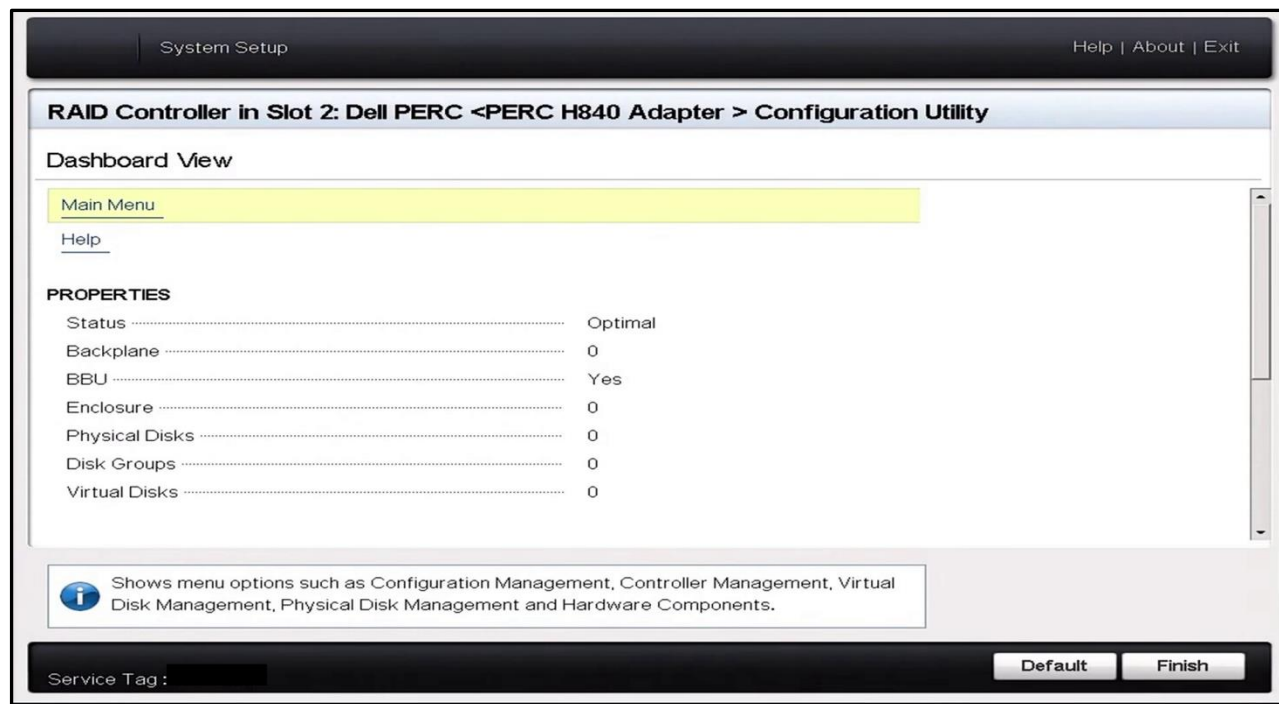 System Setup
Help | About | Exit
RAID Controller in Slot 2: Dell PERC <PERC H840 Adapter > Configuration Utility
Dashboard View
Main Menu
Help
PROPERTIES
Status Optimal
Backplane 0
BBU Yes
Enclosure 0
Physical Disks 0
Disk Groups 0
Virtual Disks 0
Shows menu options such as Configuration Management, Controller Management, Virtual
Disk Management, Physical Disk Management and Hardware Components.
Service Tag :
Default Finish